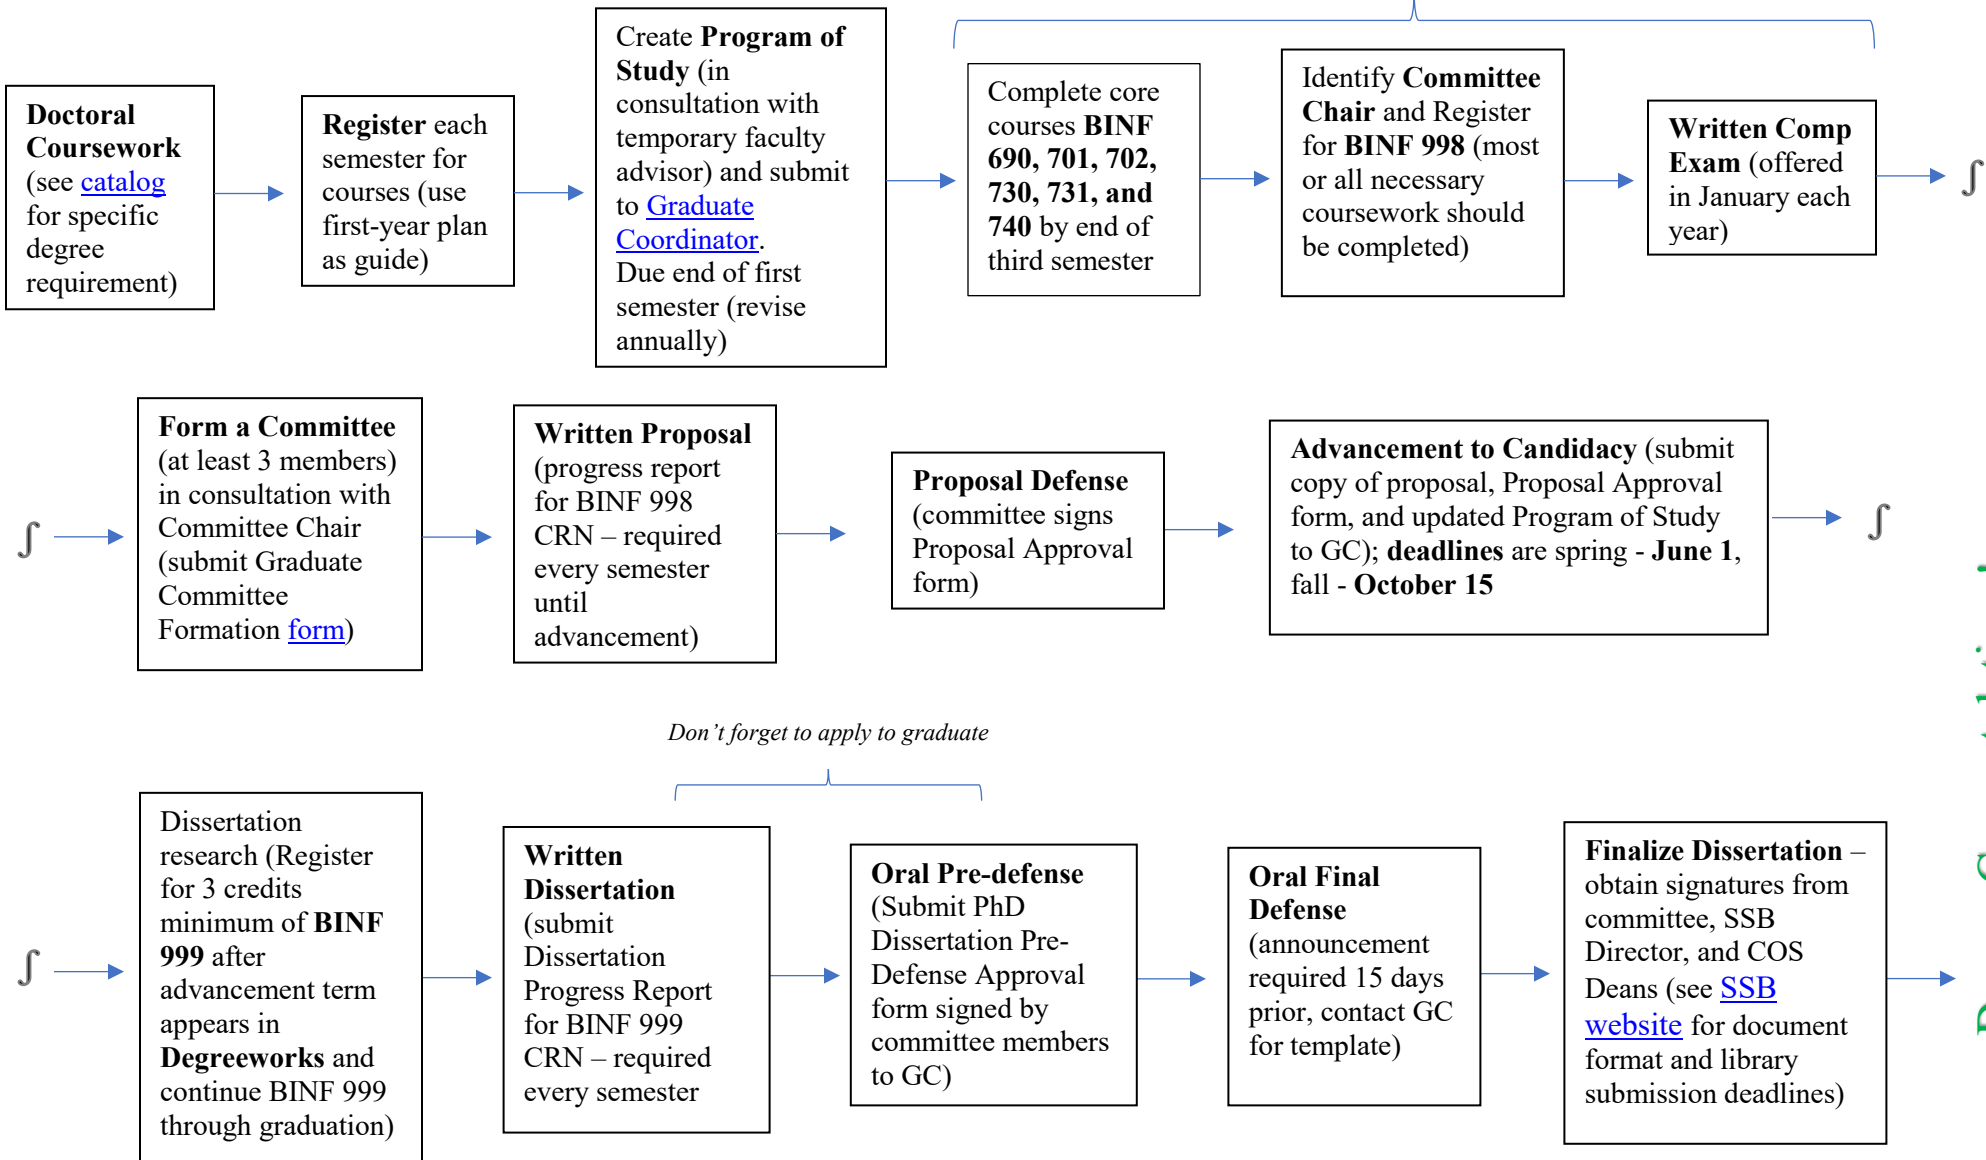 Doctoral
Coursework
(see catalog
for specific
degree
requirement)
Register each
semester for
courses (use
first-year plan
as guide)
Create Program of
Study (in
consultation with
temporary faculty
advisor) and submit
to Graduate
Coordinator.
Due end of first
semester (revise
annually)
Complete core
courses BINF
690, 701, 702,
730, 731, and
740 by end of
third semester
Identify Committee
Chair and Register
for BINF 998 (most
or all necessary
coursework should
be completed)
Written Comp
Exam (offered
in January each
year)
∫
∫
Form a Committee
(at least 3 members)
in consultation with
Committee Chair
(submit Graduate
Committee
Formation form)
Written Proposal
(progress report
for BINF 998
CRN – required
every semester
until
advancement)
Proposal Defense
(committee signs
Proposal Approval
form)
Advancement to Candidacy (submit
copy of proposal, Proposal Approval
form, and updated Program of Study
to GC); deadlines are spring - June 1,
fall - October 15
∫
Don’t forget to apply to graduate
∫
Dissertation
research (Register
for 3 credits
minimum of BINF
999 after
advancement term
appears in
Degreeworks and
continue BINF 999
through graduation)
Written
Dissertation
(submit
Dissertation
Progress Report
for BINF 999
CRN – required
every semester
Oral Pre-defense
(Submit PhD
Dissertation Pre-
Defense Approval
form signed by
committee members
to GC)
Oral Final
Defense
(announcement
required 15 days
prior, contact GC
for template)
Finalize Dissertation –
obtain signatures from
committee, SSB
Director, and COS
Deans (see SSB
website for document
format and library
submission deadlines)